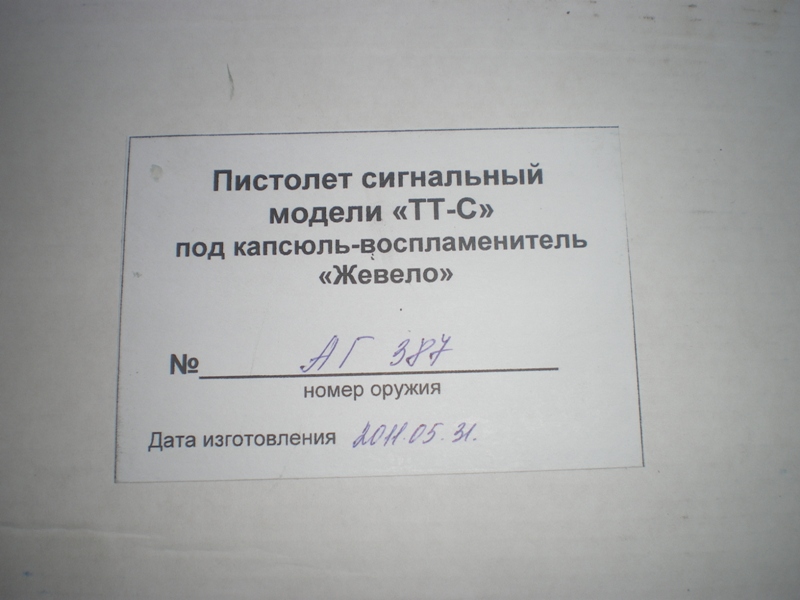 Пистолет сигнальный
модели «ТТ-С»
под капсюль-воспламенитель
«Жевело»
№ АГ 387
номер оружия
Дата изготовления 2011.05.31.